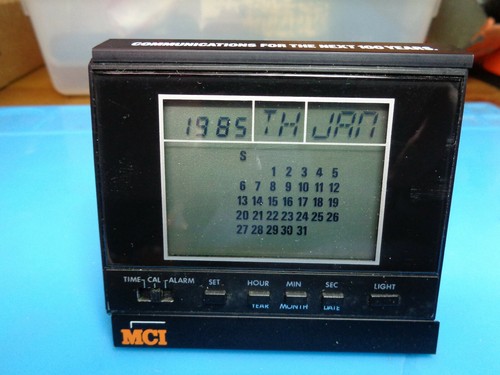 COMMUNICATIONS FOR THE NEXT 100 YEARS.
1985 TH JAN
S
1 2 3 4 5
6 7 8 9 10 11 12
13 14 15 16 17 18 19
20 21 22 23 24 25 26
27 28 29 30 31
TIME CAL ALARM SET HOUR MIN SEC LIGHT
YEAR MONTH DATE
MCI